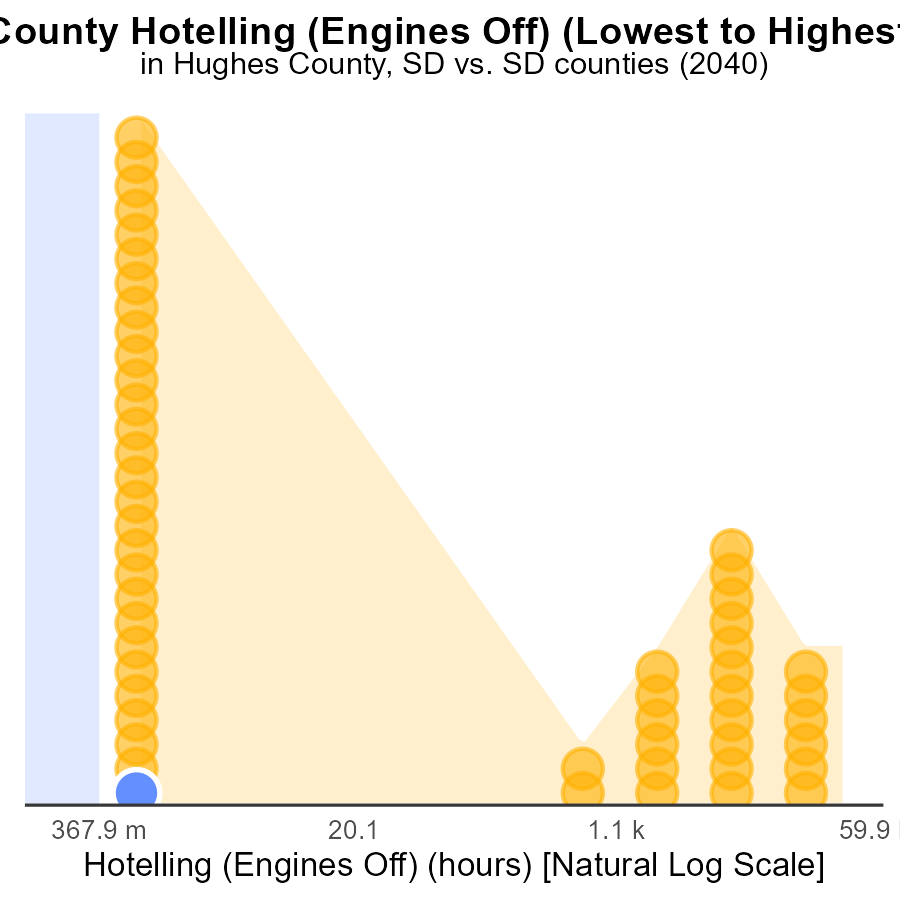 County Hotelling (Engines Off) (Lowest to Highest
in Hughes County, SD vs. SD counties (2040)
367.9 m 20.1 1.1 k 59.9
Hotelling (Engines Off) (hours) [Natural Log Scale]